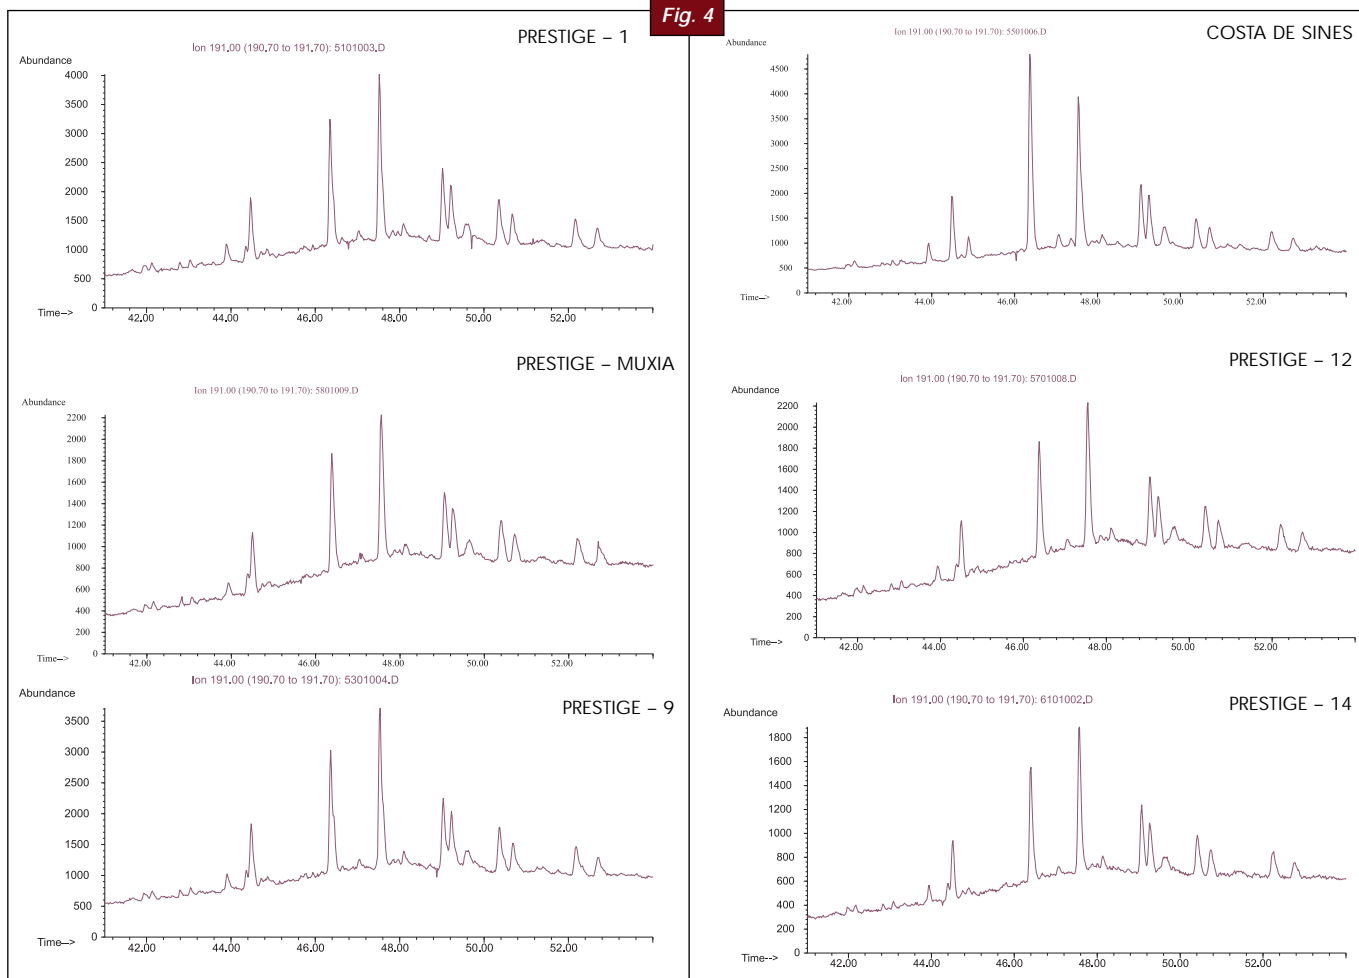 Fig. 4
PRESTIGE – 1
Ion 191.00 (190.70 to 191.70): 5101003.D
Abundance
4000
3500
3000
2500
2000
1500
1000
500
0
Time-->
42.00 44.00 46.00 48.00 50.00 52.00
PRESTIGE – MUXIA
Ion 191.00 (190.70 to 191.70): 5801009.D
Abundance
2200
2000
1800
1600
1400
1200
1000
800
600
400
200
0
Time-->
42.00 44.00 46.00 48.00 50.00 52.00
Ion 191.00 (190.70 to 191.70): 5301004.D
Abundance
PRESTIGE – 9
3500
3000
2500
2000
1500
1000
500
0
Time-->
42.00 44.00 46.00 48.00 50.00 52.00
COSTA DE SINES
Ion 191.00 (190.70 to 191.70): 5501006.D
Abundance
4500
4000
3500
3000
2500
2000
1500
1000
500
0
Time-->
42.00 44.00 46.00 48.00 50.00 52.00
PRESTIGE – 12
Ion 191.00 (190.70 to 191.70): 5701008.D
Abundance
2200
2000
1800
1600
1400
1200
1000
800
600
400
200
0
Time-->
42.00 44.00 46.00 48.00 50.00 52.00
Ion 191.00 (190.70 to 191.70): 6101002.D
PRESTIGE – 14
Abundance
1800
1600
1400
1200
1000
800
600
400
200
0
Time-->
42.00 44.00 46.00 48.00 50.00 52.00